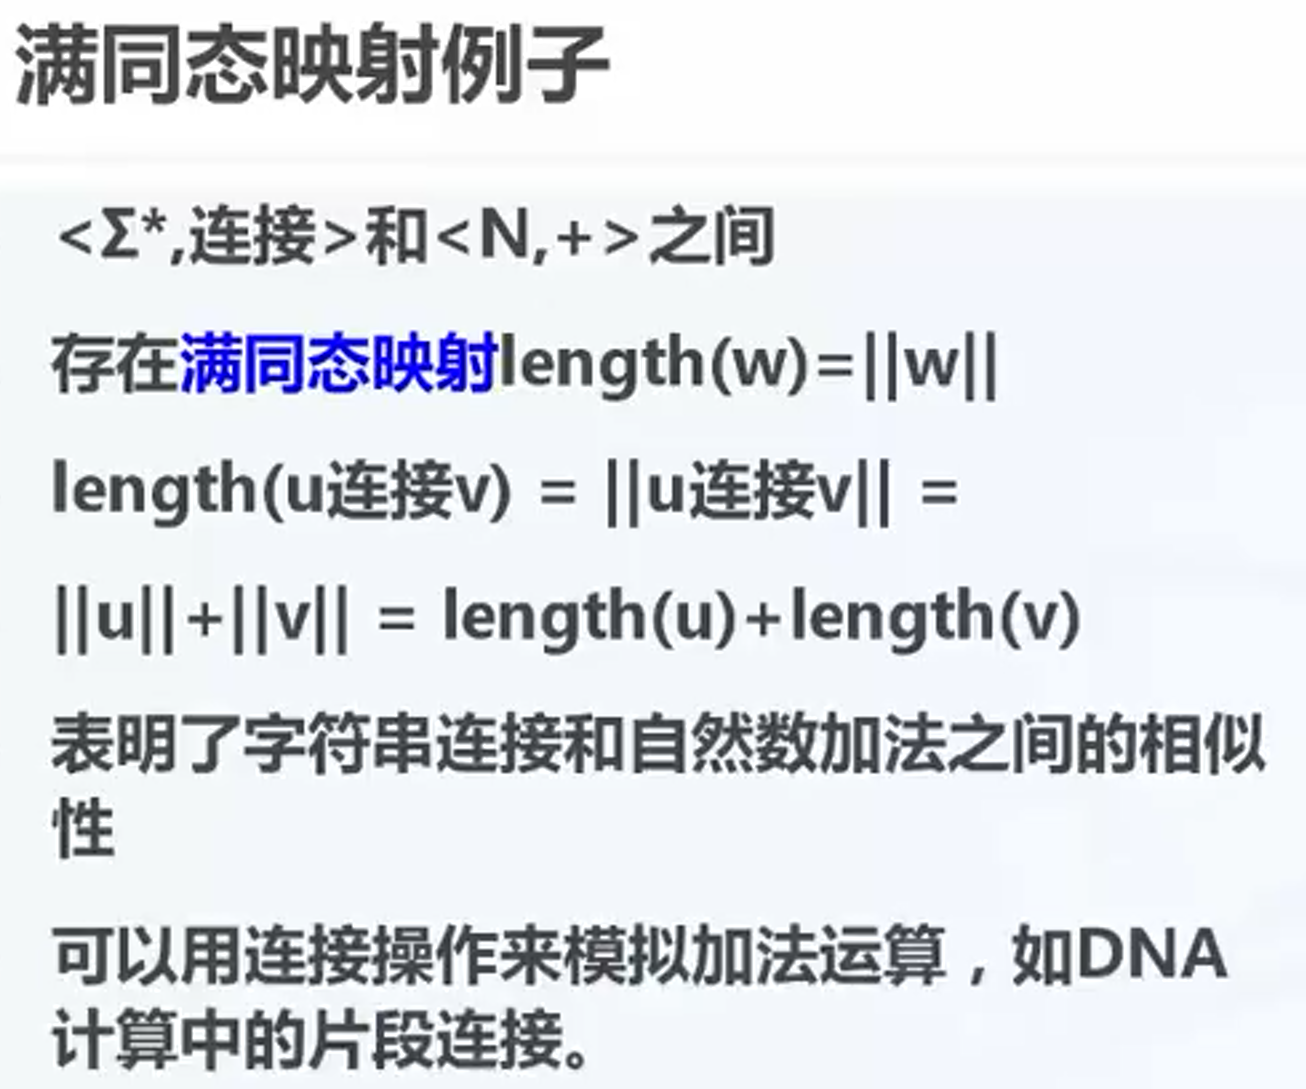 满同态映射例子
<Σ*,连接>和<N,+>之间
存在满同态映射length(w)=||w||
length(u连接v) = ||u连接v|| =
||u||+||v|| = length(u)+length(v)
表明了字符串连接和自然数加法之间的相似
性
可以用连接操作来模拟加法运算，如DNA
计算中的片段连接。